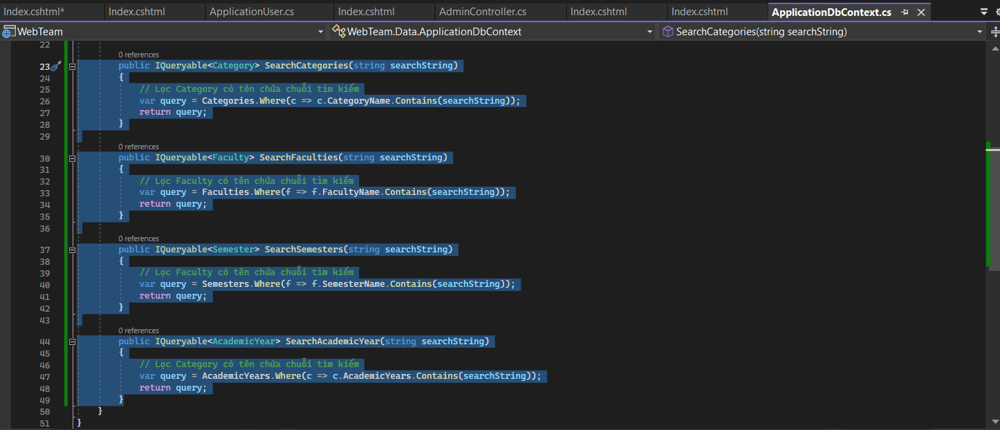 Index.cshtml* Index.cshtml ApplicationUser.cs Index.cshtml AdminController.cs Index.cshtml Index.cshtml ApplicationDbContext.cs
WebTeam WebTeam.Data.ApplicationDbContext SearchCategories(string searchString)
22
0 references
23 public IQueryable<Category> SearchCategories(string searchString)
24 {
25 // Lọc Category có tên chứa chuỗi tìm kiếm
26 var query = Categories.Where(c => c.CategoryName.Contains(searchString));
27 return query;
28 }
29
0 references
30 public IQueryable<Faculty> SearchFaculties(string searchString)
31 {
32 // Lọc Faculty có tên chứa chuỗi tìm kiếm
33 var query = Faculties.Where(f => f.FacultyName.Contains(searchString));
34 return query;
35 }
36
0 references
37 public IQueryable<Semester> SearchSemesters(string searchString)
38 {
39 // Lọc Faculty có tên chứa chuỗi tìm kiếm
40 var query = Semesters.Where(f => f.SemesterName.Contains(searchString));
41 return query;
42 }
43
0 references
44 public IQueryable<AcademicYear> SearchAcademicYear(string searchString)
45 {
46 // Lọc Category có tên chứa chuỗi tìm kiếm
47 var query = AcademicYears.Where(c => c.AcademicYears.Contains(searchString));
48 return query;
49 }
50 }
51 }